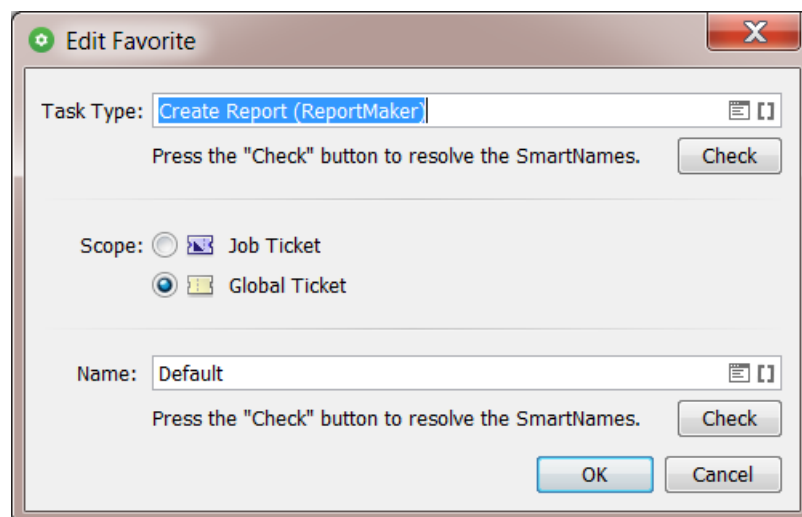 Edit Favorite
Task Type: Create Report (ReportMaker)
Press the "Check" button to resolve the SmartNames. Check
Scope: Job Ticket
Global Ticket
Name: Default
Press the "Check" button to resolve the SmartNames. Check
OK Cancel